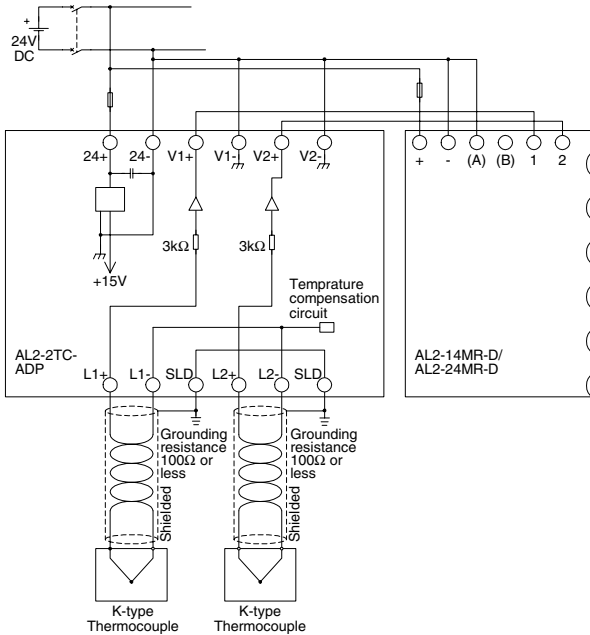 +
24V
DC
24+
24-
V1+
V1-
V2+
V2-
+
-
(A)
(B)
1
2
3kΩ
3kΩ
+15V
Temprature
compensation
circuit
AL2-2TC-
ADP
AL2-14MR-D/
AL2-24MR-D
L1+
L1-
SLD
L2+
L2-
SLD
Grounding
resistance
100Ω or
less
Shielded
Grounding
resistance
100Ω or
less
Shielded
K-type
Thermocouple
K-type
Thermocouple